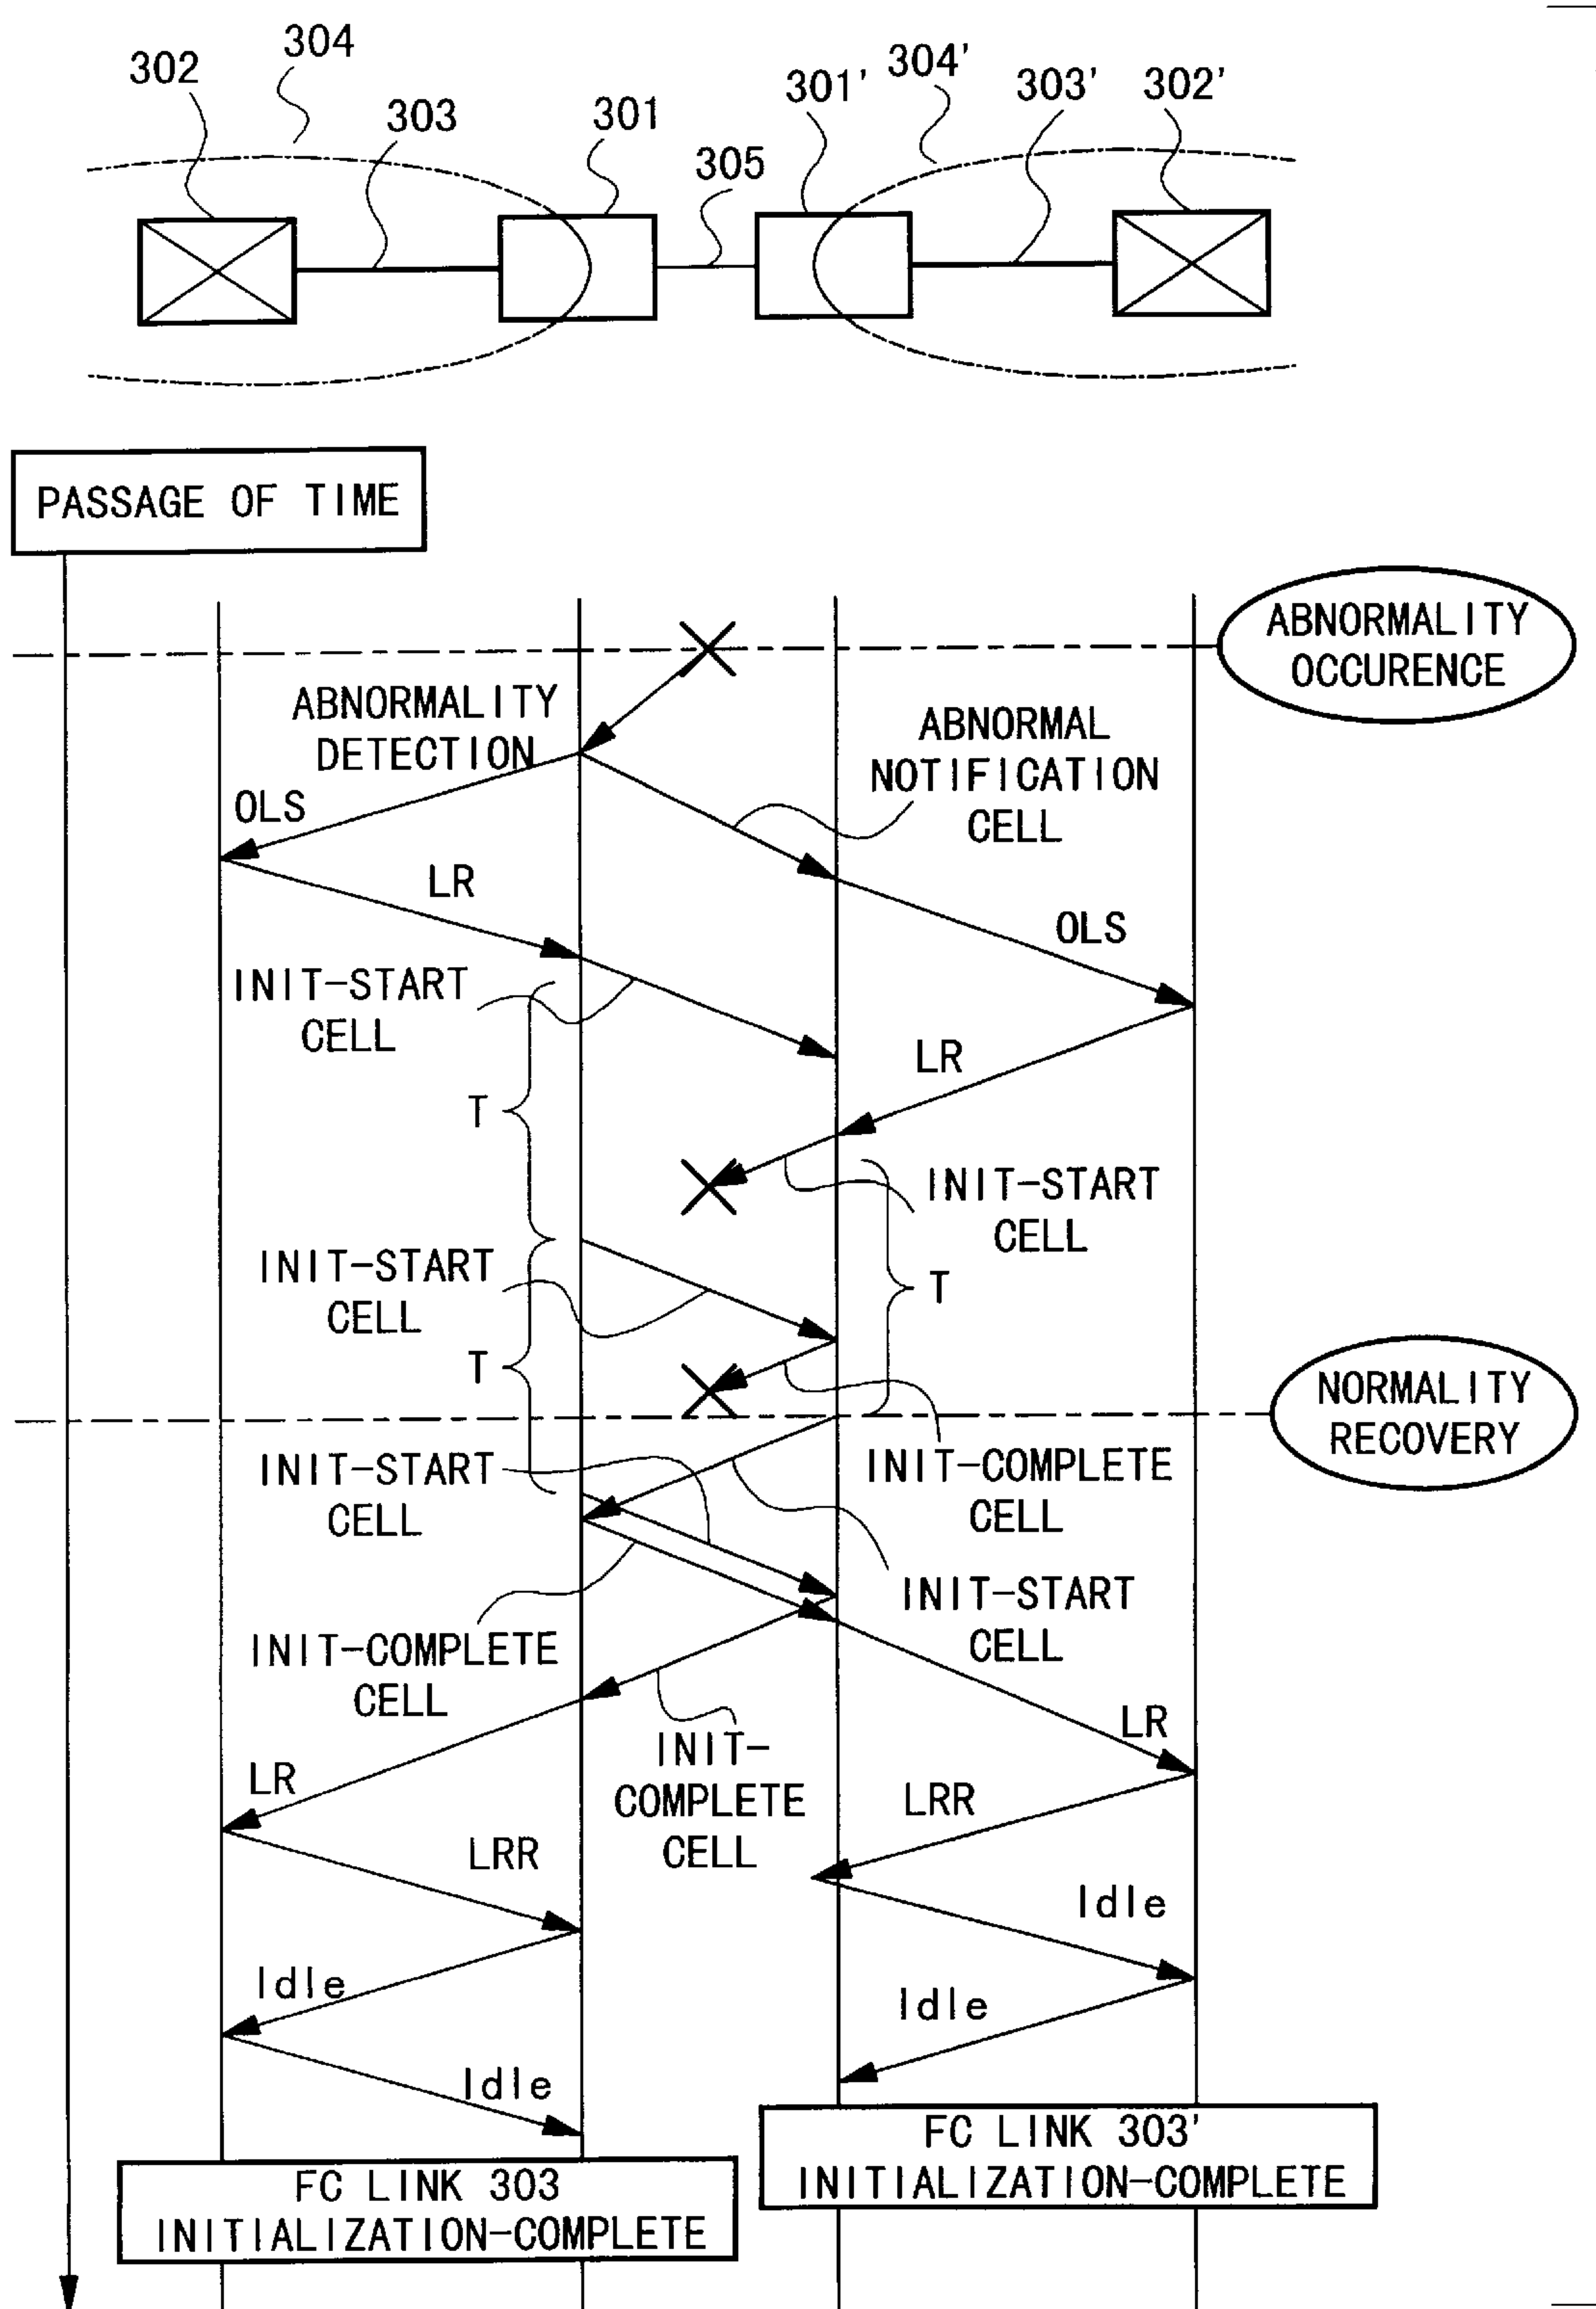 304
302
303
301
305
301'
304'
303'
302'
PASSAGE OF TIME
ABNORMALITY
OCCURENCE
ABNORMALITY
DETECTION
ABNORMAL
NOTIFICATION
CELL
OLS
LR
OLS
INIT-START
CELL
LR
T
INIT-START
CELL
INIT-START
CELL
T
T
NORMALITY
RECOVERY
INIT-START
CELL
INIT-COMPLETE
CELL
INIT-START
CELL
INIT-COMPLETE
CELL
INIT-
COMPLETE
CELL
LR
LR
LRR
LRR
Idle
Idle
Idle
Idle
FC LINK 303'
INITIALIZATION-COMPLETE
FC LINK 303
INITIALIZATION-COMPLETE